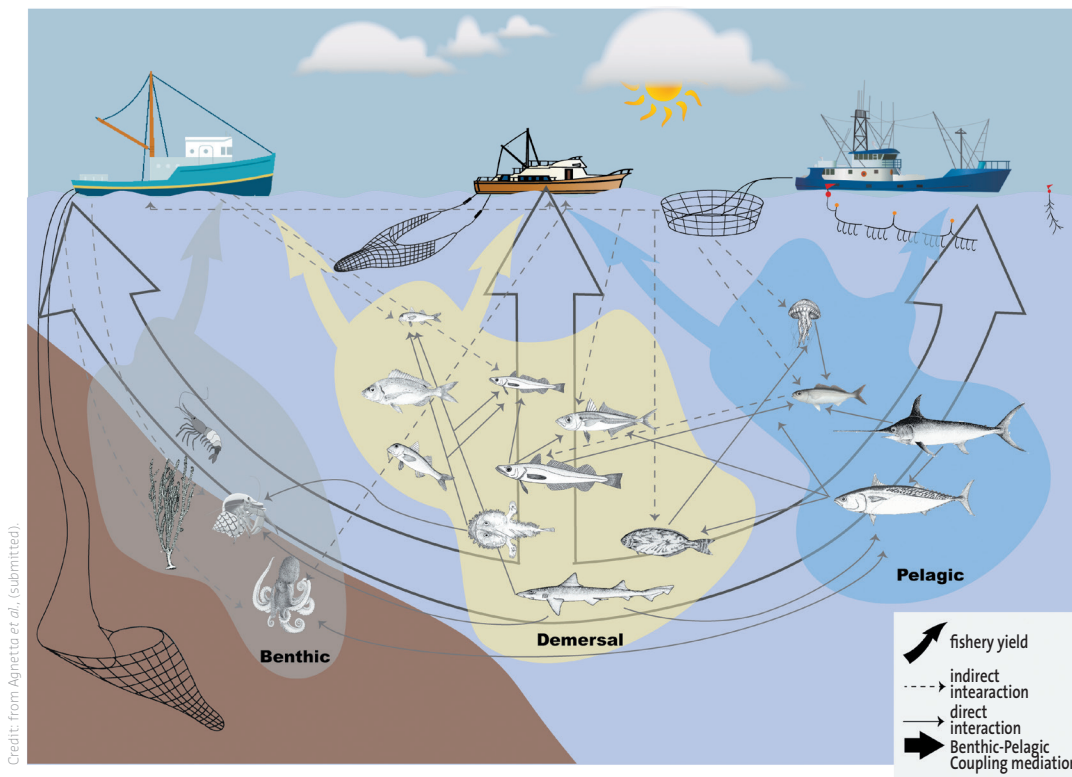 Benthic
Demersal
Pelagic
fishery yield
indirect
intearaction
direct
interaction
Benthic-Pelagic
Coupling mediation
Credit: from Agnetta et al., (submitted).